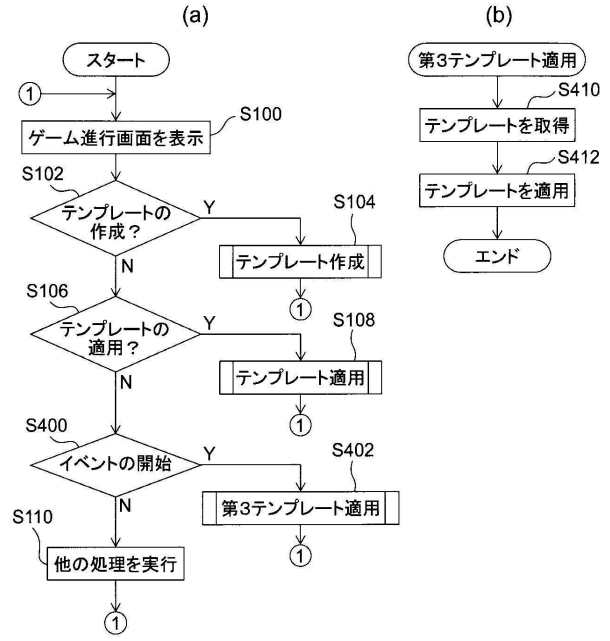 (a)
スタート
①
S100
ゲーム進行画面を表示
S102
テンプレートの
作成?
Y
N
S104
テンプレート作成
①
S106
テンプレートの
適用?
Y
N
S108
テンプレート適用
①
S400
イベントの開始
Y
N
S402
第3テンプレート適用
①
S110
他の処理を実行
①
(b)
第3テンプレート適用
S410
テンプレートを取得
S412
テンプレートを適用
エンド